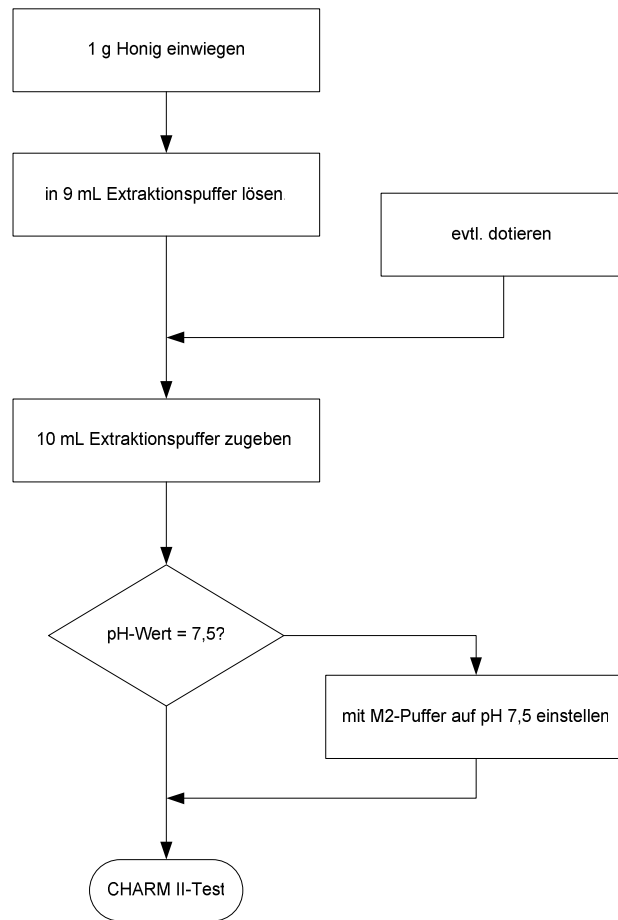 1 g Honig einwiegen
in 9 mL Extraktionspuffer lösen.
evtl. dotieren
10 mL Extraktionspuffer zugeben
pH-Wert = 7,5?
mit M2-Puffer auf pH 7,5 einstellen
CHARM II-Test